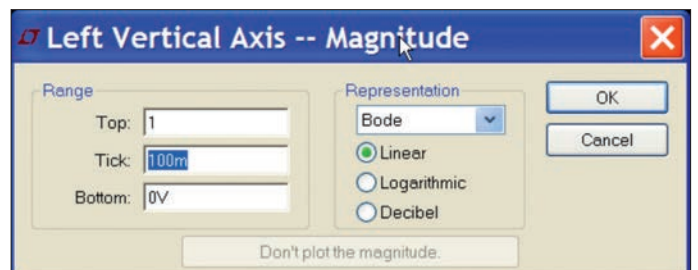 Left Vertical Axis -- Magnitude
Range
Top: 1
Tick: 100m
Bottom: 0V
Representation
Bode
Linear
Logarithmic
Decibel
OK
Cancel
Don't plot the magnitude.